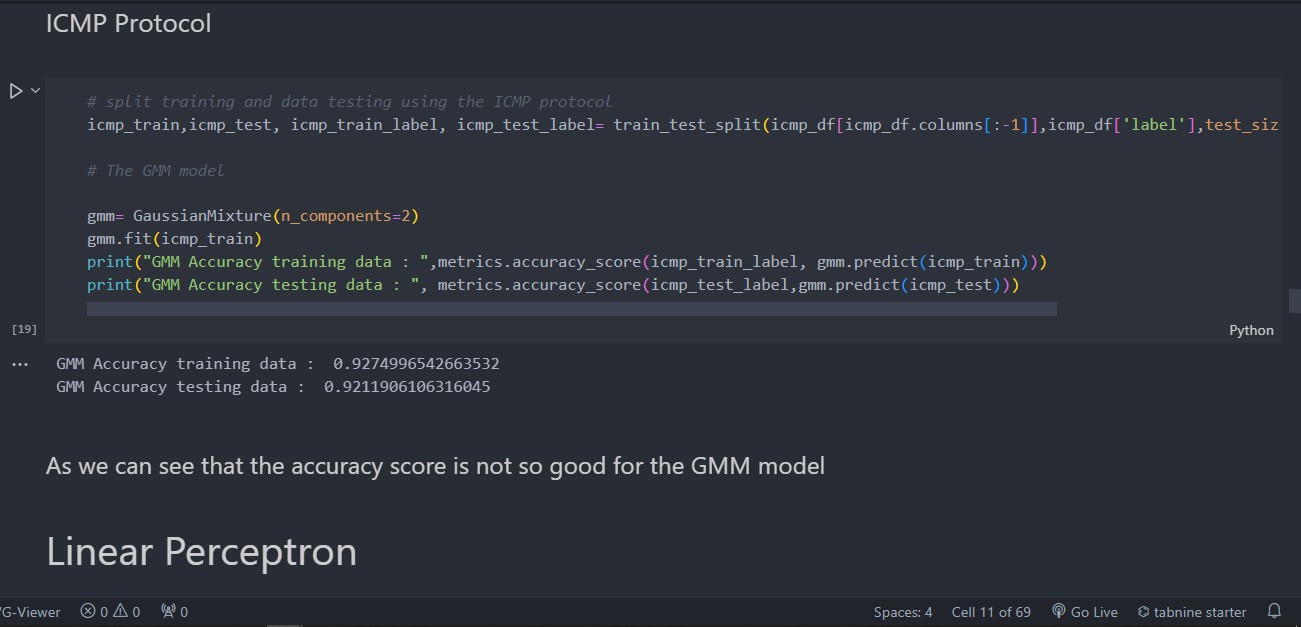 ICMP Protocol
# split training and data testing using the ICMP protocol
icmp_train,icmp_test, icmp_train_label, icmp_test_label= train_test_split(icmp_df[icmp_df.columns[:-1]],icmp_df['label'],test_siz
# The GMM model
gmm= GaussianMixture(n_components=2)
gmm.fit(icmp_train)
print("GMM Accuracy training data : ",metrics.accuracy_score(icmp_train_label, gmm.predict(icmp_train)))
print("GMM Accuracy testing data : ", metrics.accuracy_score(icmp_test_label,gmm.predict(icmp_test)))
[19]
Python
... GMM Accuracy training data :  0.9274996542663532
GMM Accuracy testing data :  0.9211906106316045
As we can see that the accuracy score is not so good for the GMM model
Linear Perceptron
/G-Viewer 0 0 0 Spaces: 4 Cell 11 of 69 Go Live tabnine starter